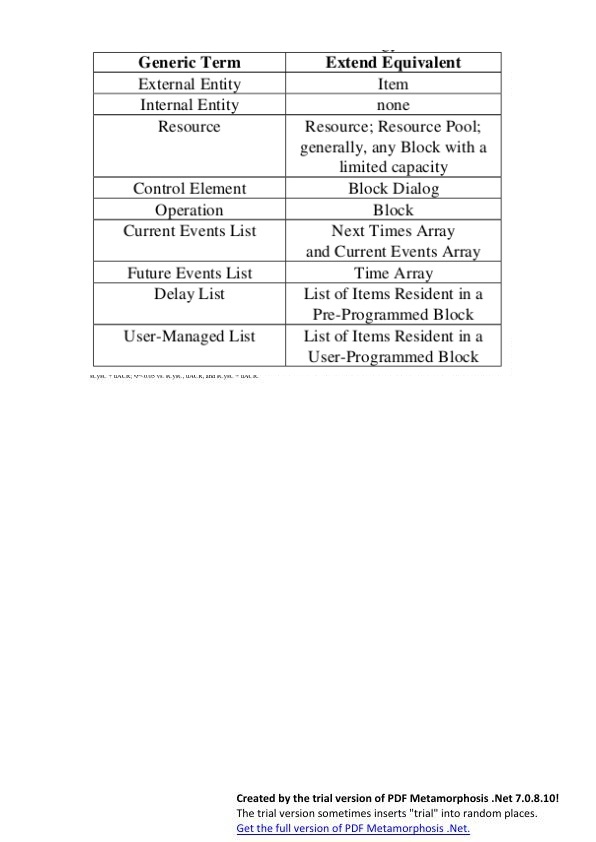 Generic Term Extend Equivalent
External Entity Item
Internal Entity none
Resource Resource; Resource Pool;
generally, any Block with a
limited capacity
Control Element Block Dialog
Operation Block
Current Events List Next Times Array
and Current Events Array
Future Events List Time Array
Delay List List of Items Resident in a
Pre-Programmed Block
User-Managed List List of Items Resident in a
User-Programmed Block
Created by the trial version of PDF Metamorphosis .Net 7.0.8.10!
The trial version sometimes inserts "trial" into random places.
Get the full version of PDF Metamorphosis .Net.